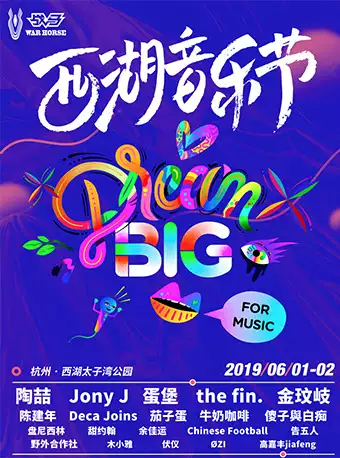 WAR HORSE
西湖音乐节
Dream
BIG
FOR
MUSIC
杭州·西湖太子湾公园
2019/06/01-02
陶喆 Jony J 蛋堡 the fin. 金玟岐
陈建年 Deca Joins 茄子蛋 牛奶咖啡 傻子與白痴
盘尼西林 甜约翰 余佳运 Chinese Football 告五人
野外合作社 木小雅 伏仪 ØZI 高嘉丰jiafeng